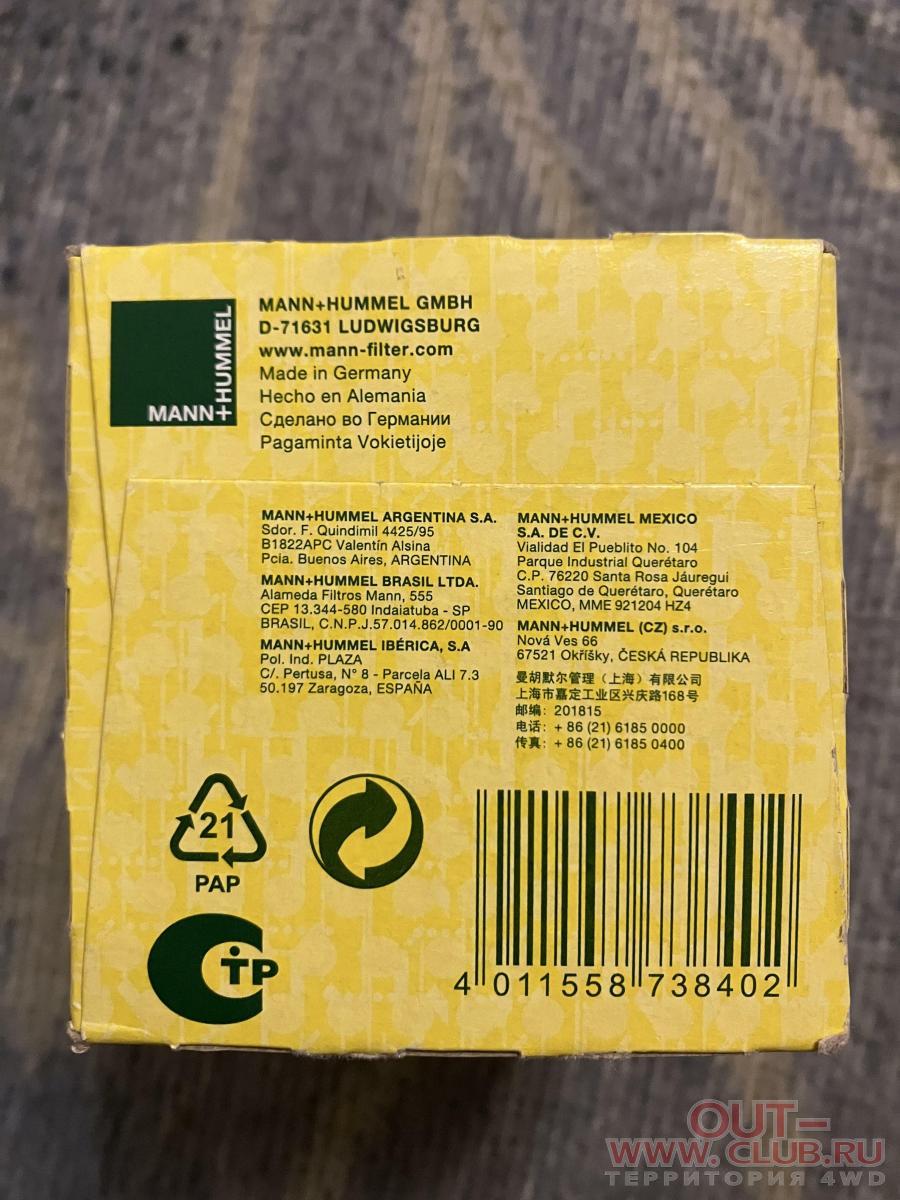 MANN+HUMMEL
MANN+HUMMEL GMBH
D-71631 LUDWIGSBURG
www.mann-filter.com
Made in Germany
Hecho en Alemania
Сделано во Германии
Pagaminta Vokietijoje
MANN+HUMMEL ARGENTINA S.A.
Sdor. F. Quindimil 4425/95
B1822APC Valentín Alsina
Pcia. Buenos Aires, ARGENTINA
MANN+HUMMEL BRASIL LTDA.
Alameda Filtros Mann, 555
CEP 13.344-580 Indaiatuba - SP
BRASIL, C.N.P.J.57.014.862/0001-90
MANN+HUMMEL IBÉRICA, S.A
Pol. Ind. PLAZA
C/. Pertusa, N° 8 - Parcela ALI 7.3
50.197 Zaragoza, ESPAÑA
MANN+HUMMEL MEXICO
S.A. DE C.V.
Vialidad El Pueblito No. 104
Parque Industrial Querétaro
C.P. 76220 Santa Rosa Jáuregui
Santiago de Querétaro, Querétaro
MEXICO, MME 921204 HZ4
MANN+HUMMEL (CZ) s.r.o.
Nová Ves 66
67521 Okříšky, ČESKÁ REPUBLIKA
曼胡默尔管理（上海）有限公司
上海市嘉定工业区兴庆路168号
邮编: 201815
电话: + 86 (21) 6185 0000
传真: + 86 (21) 6185 0400
21
PAP
СТР
4 011558 738402
OUT-
WWW.CLUB.RU
ТЕРРИТОРИЯ 4WD